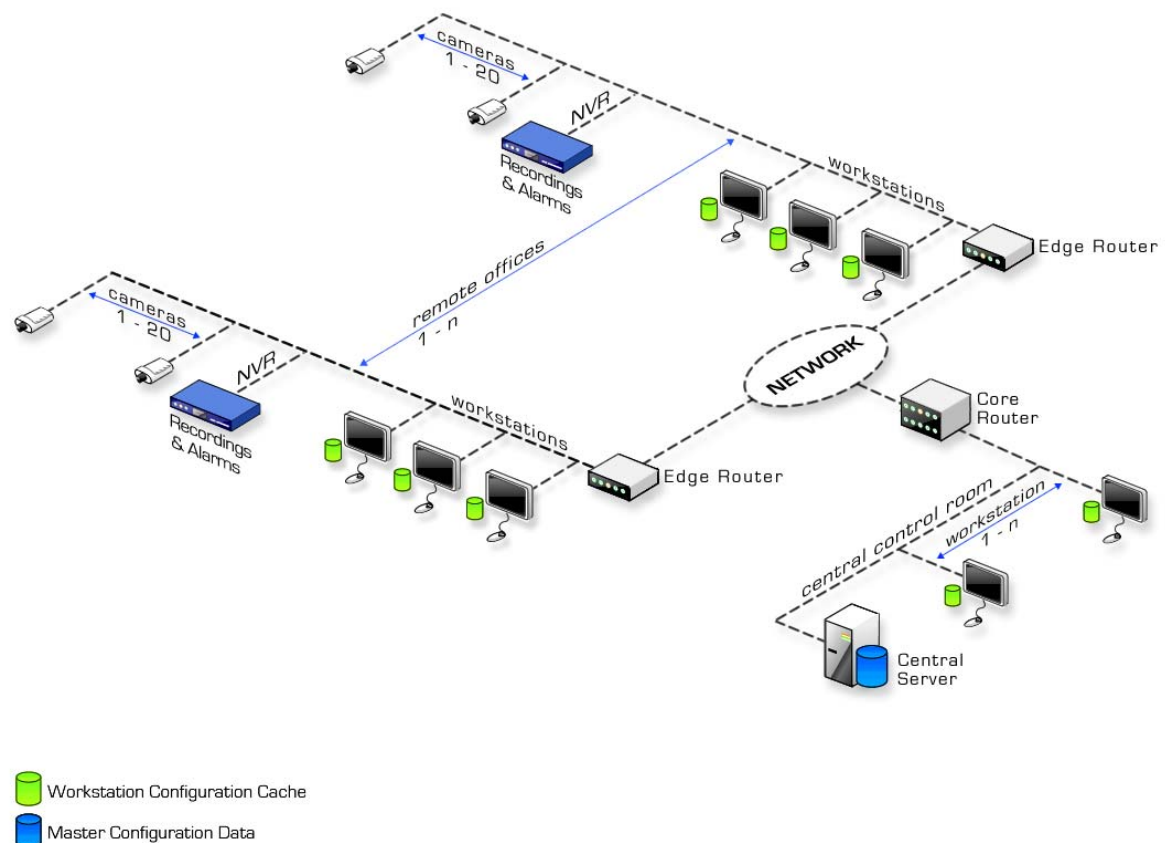 cameras
1 - 20
NVR
Recordings
& Alarms
workstations
Edge Router
remote offices
1 - n
cameras
1 - 20
NVR
Recordings
& Alarms
workstations
Edge Router
NETWORK
Core
Router
central control room
workstation
1 - n
Central
Server
Workstation Configuration Cache
Master Configuration Data